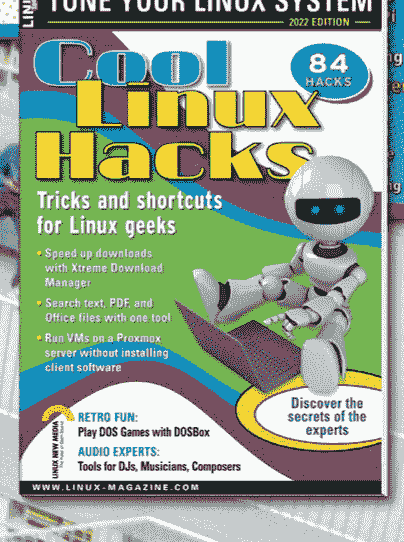 TUNE YOUR LINUX SYSTEM
2022 EDITION
84
HACKS
Cool
Linux
Hacks
Tricks and shortcuts
for Linux geeks
• Speed up downloads
with Xtreme Download
Manager
• Search text, PDF, and
Office files with one tool
• Run VMs on a Proxmox
server without installing
client software
Discover the
secrets of the
experts
LINUX NEW MEDIA
RETRO FUN:
Play DOS Games with DOSBox
AUDIO EXPERTS:
Tools for DJs, Musicians, Composers
WWW.LINUX-MAGAZINE.COM